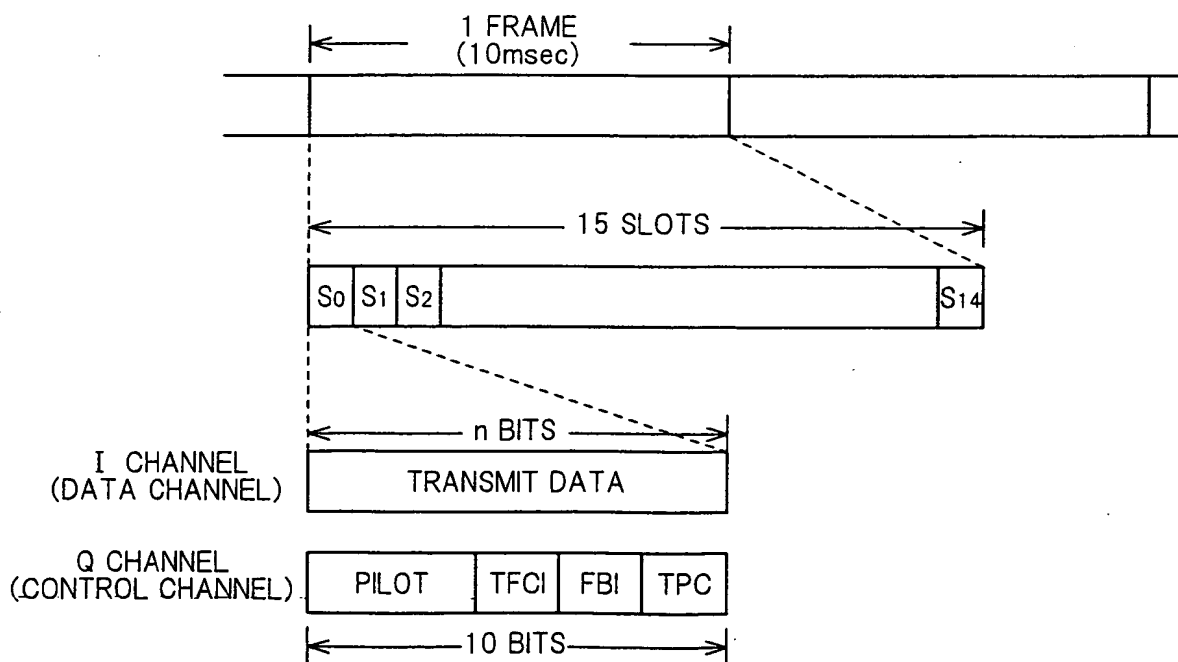 1 FRAME
(10msec)
15 SLOTS
S0 S1 S2 S14
n BITS
I CHANNEL
(DATA CHANNEL)
TRANSMIT DATA
Q CHANNEL
(CONTROL CHANNEL)
PILOT TFCI FBI TPC
10 BITS